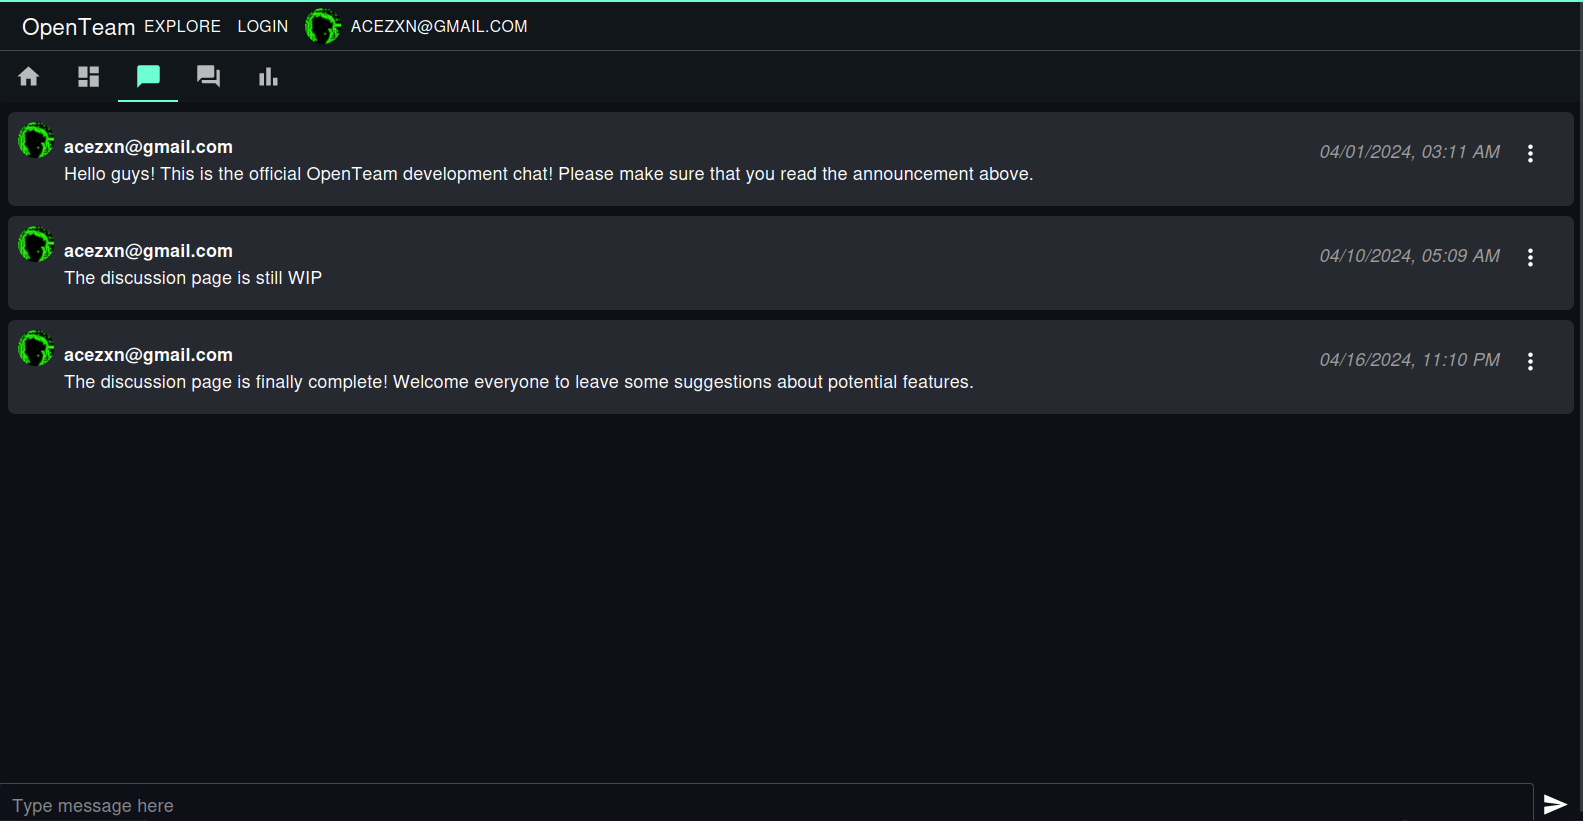 OpenTeam EXPLORE LOGIN ACEZXN@GMAIL.COM
acezxn@gmail.com 04/01/2024, 03:11 AM
Hello guys! This is the official OpenTeam development chat! Please make sure that you read the announcement above.
acezxn@gmail.com 04/10/2024, 05:09 AM
The discussion page is still WIP
acezxn@gmail.com 04/16/2024, 11:10 PM
The discussion page is finally complete! Welcome everyone to leave some suggestions about potential features.
Type message here